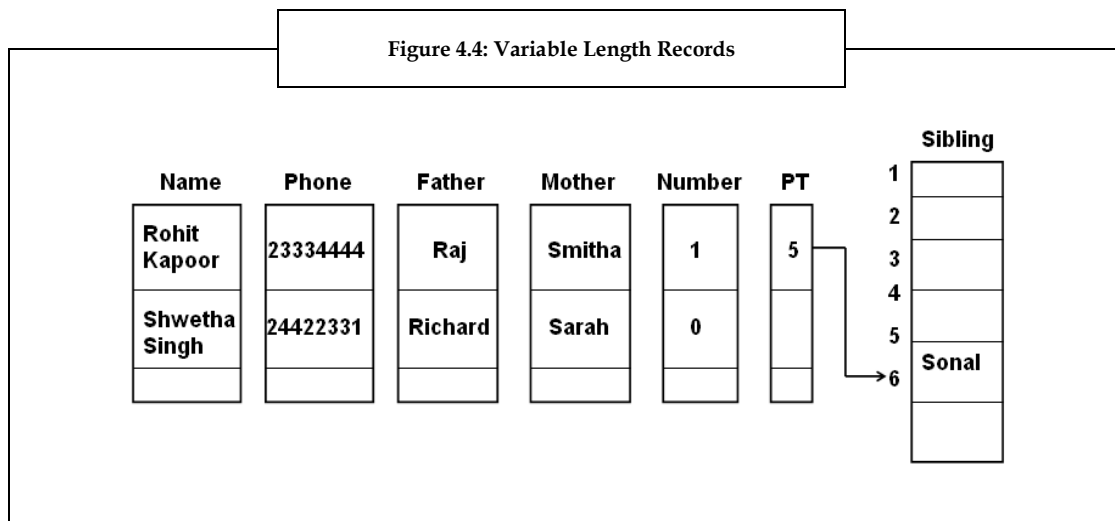 Figure 4.4: Variable Length Records
Sibling
Name Phone Father Mother Number PT
Rohit Kapoor 23334444 Raj Smitha 1 5
Shwetha Singh 24422331 Richard Sarah 0
1
2
3
4
5
6 Sonal